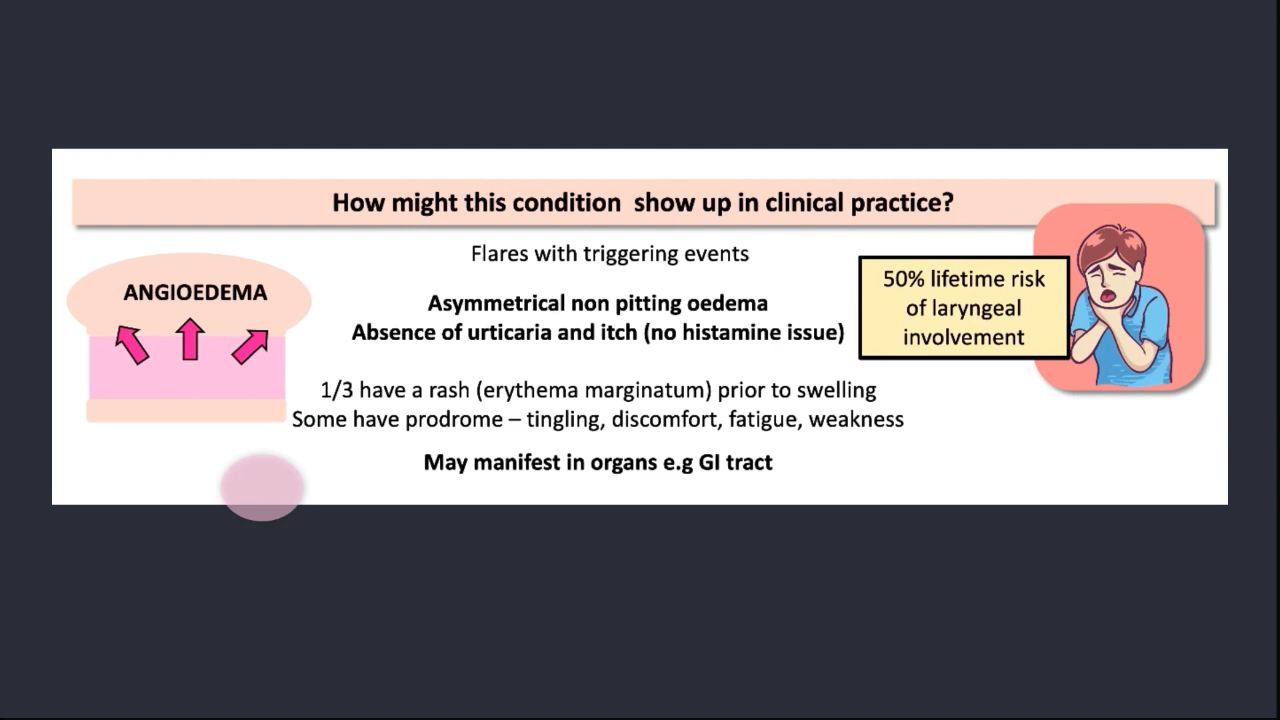 How might this condition  show up in clinical practice?
Flares with triggering events
ANGIOEDEMA
Asymmetrical non pitting oedema
Absence of urticaria and itch (no histamine issue)
50% lifetime risk
of laryngeal
involvement
1/3 have a rash (erythema marginatum) prior to swelling
Some have prodrome – tingling, discomfort, fatigue, weakness
May manifest in organs e.g GI tract